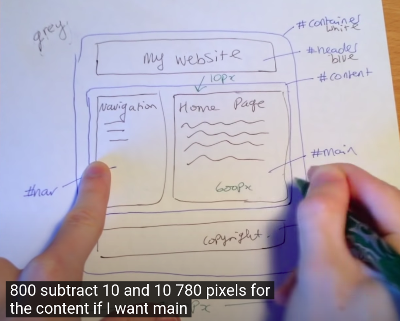 grey
#container
white
my website
#header
blue
10px
#content
Navigation
Home Page
#main
#nav
600px
copyright.
800 subtract 10 and 10 780 pixels for
the content if I want main
px